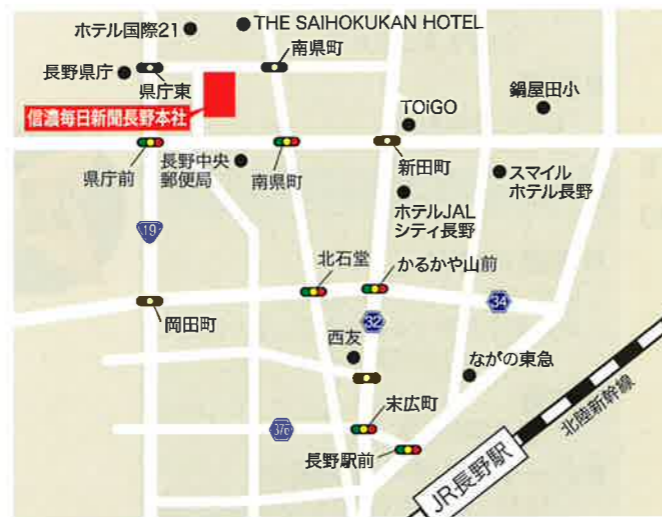 ホテル国際21
THE SAIHOKUKAN HOTEL
南県町
長野県庁
県庁東
信濃毎日新聞長野本社
TOiGO
鍋屋田小
県庁前
長野中央
郵便局
南県町
新田町
スマイル
ホテル長野
ホテルJAL
シティ長野
19
北石堂
かるかや山前
34
岡田町
32
西友
ながの東急
北陸新幹線
376
末広町
長野駅前
JR長野駅